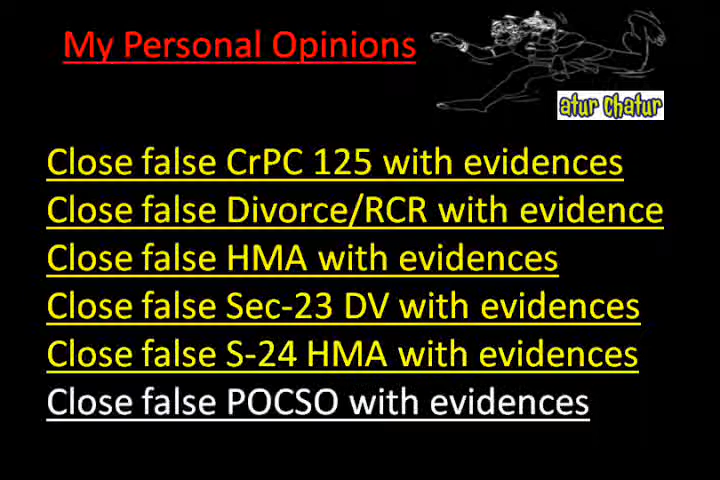 My Personal Opinions
atur Chatur
Close false CrPC 125 with evidences
Close false Divorce/RCR with evidence
Close false HMA with evidences
Close false Sec-23 DV with evidences
Close false S-24 HMA with evidences
Close false POCSO with evidences